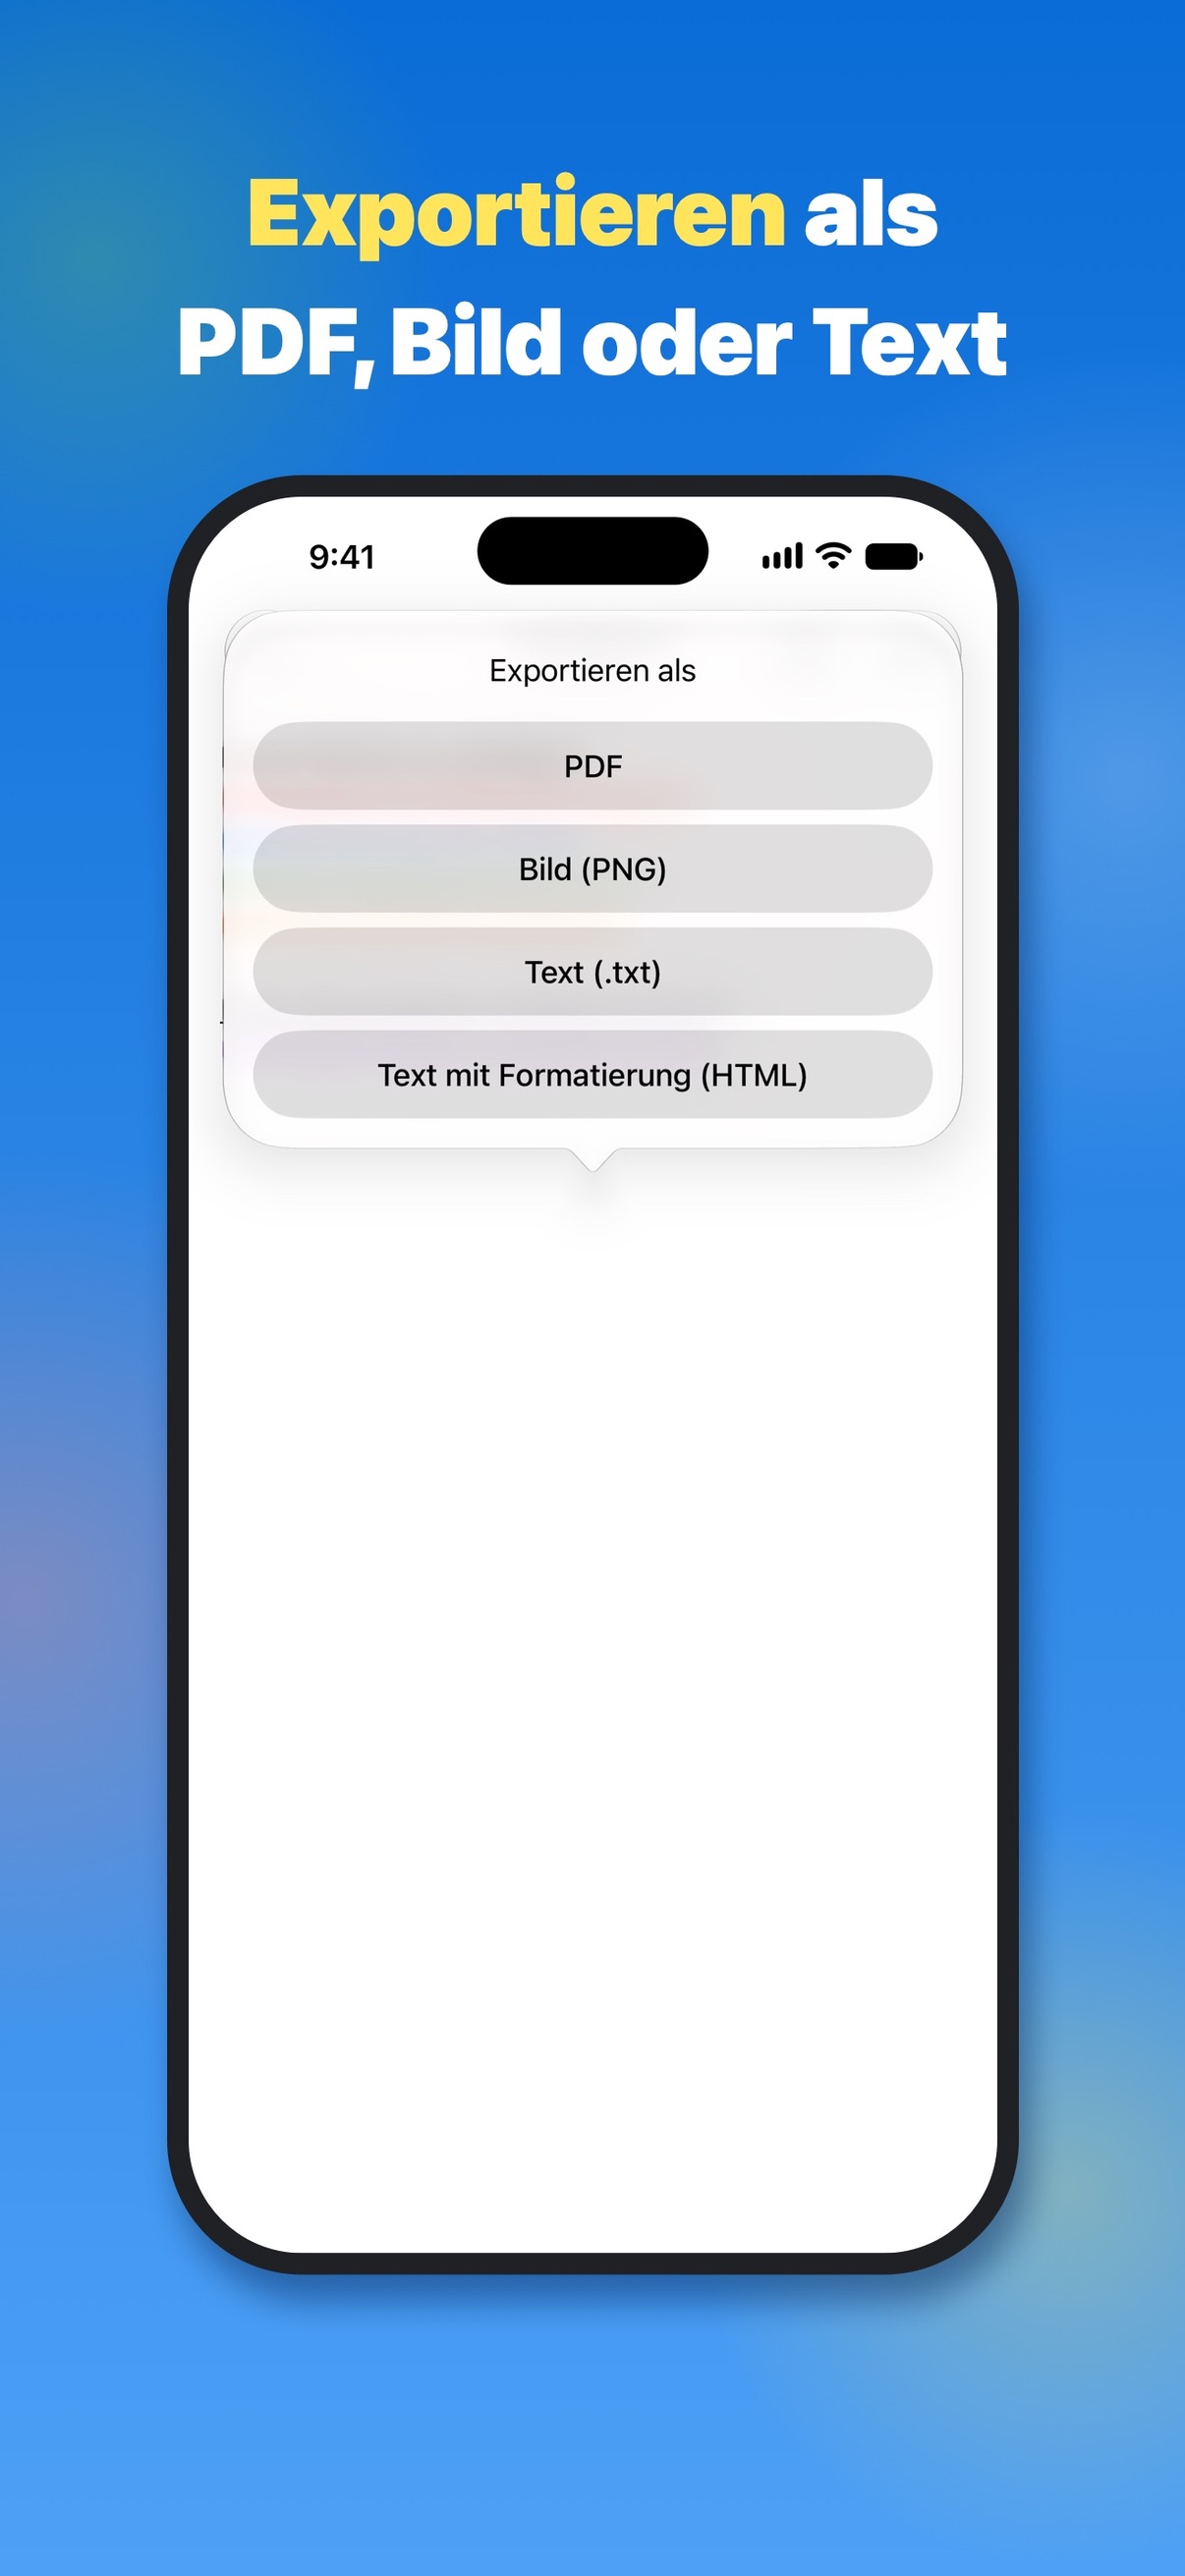 Exportieren als
PDF, Bild oder Text
9:41
Exportieren als
PDF
Bild (PNG)
Text (.txt)
Text mit Formatierung (HTML)